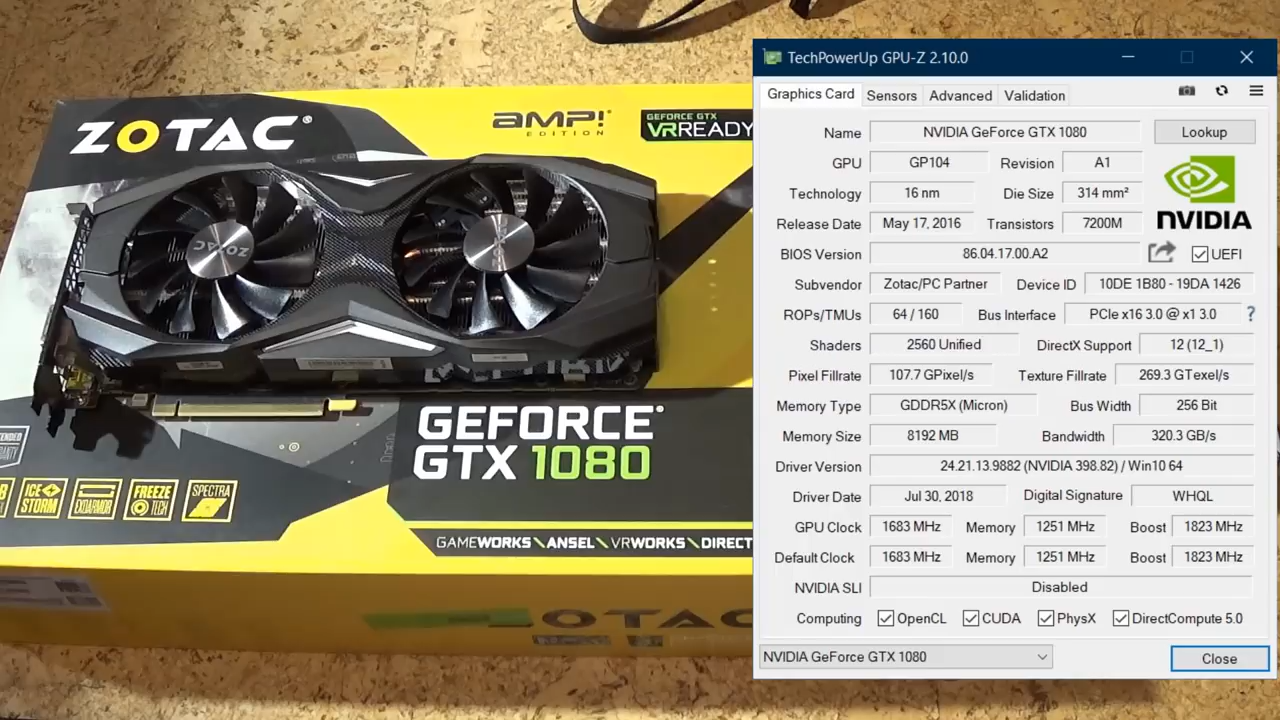 ZOTAC®
AMP!
EDITION
GEFORCE GTX
VR READY
ZOTAC
ZOTAC
GEFORCE®
GTX 1080
ICE
STORM
EXOARMOR
FREEZE
TECH
SPECTRA
GAMEWORKS \ ANSEL \ VRWORKS \ DIRECT
ZOTAC
TechPowerUp GPU-Z 2.10.0
Graphics Card Sensors Advanced Validation
Name NVIDIA GeForce GTX 1080 Lookup
GPU GP104 Revision A1
Technology 16 nm Die Size 314 mm²
Release Date May 17, 2016 Transistors 7200M
NVIDIA
BIOS Version 86.04.17.00.A2 UEFI
Subvendor Zotac/PC Partner Device ID 10DE 1B80 - 19DA 1426
ROPs/TMUs 64 / 160 Bus Interface PCIe x16 3.0 @ x1 3.0 ?
Shaders 2560 Unified DirectX Support 12 (12_1)
Pixel Fillrate 107.7 GPixel/s Texture Fillrate 269.3 GTexel/s
Memory Type GDDR5X (Micron) Bus Width 256 Bit
Memory Size 8192 MB Bandwidth 320.3 GB/s
Driver Version 24.21.13.9882 (NVIDIA 398.82) / Win10 64
Driver Date Jul 30, 2018 Digital Signature WHQL
GPU Clock 1683 MHz Memory 1251 MHz Boost 1823 MHz
Default Clock 1683 MHz Memory 1251 MHz Boost 1823 MHz
NVIDIA SLI Disabled
Computing OpenCL CUDA PhysX DirectCompute 5.0
NVIDIA GeForce GTX 1080 Close